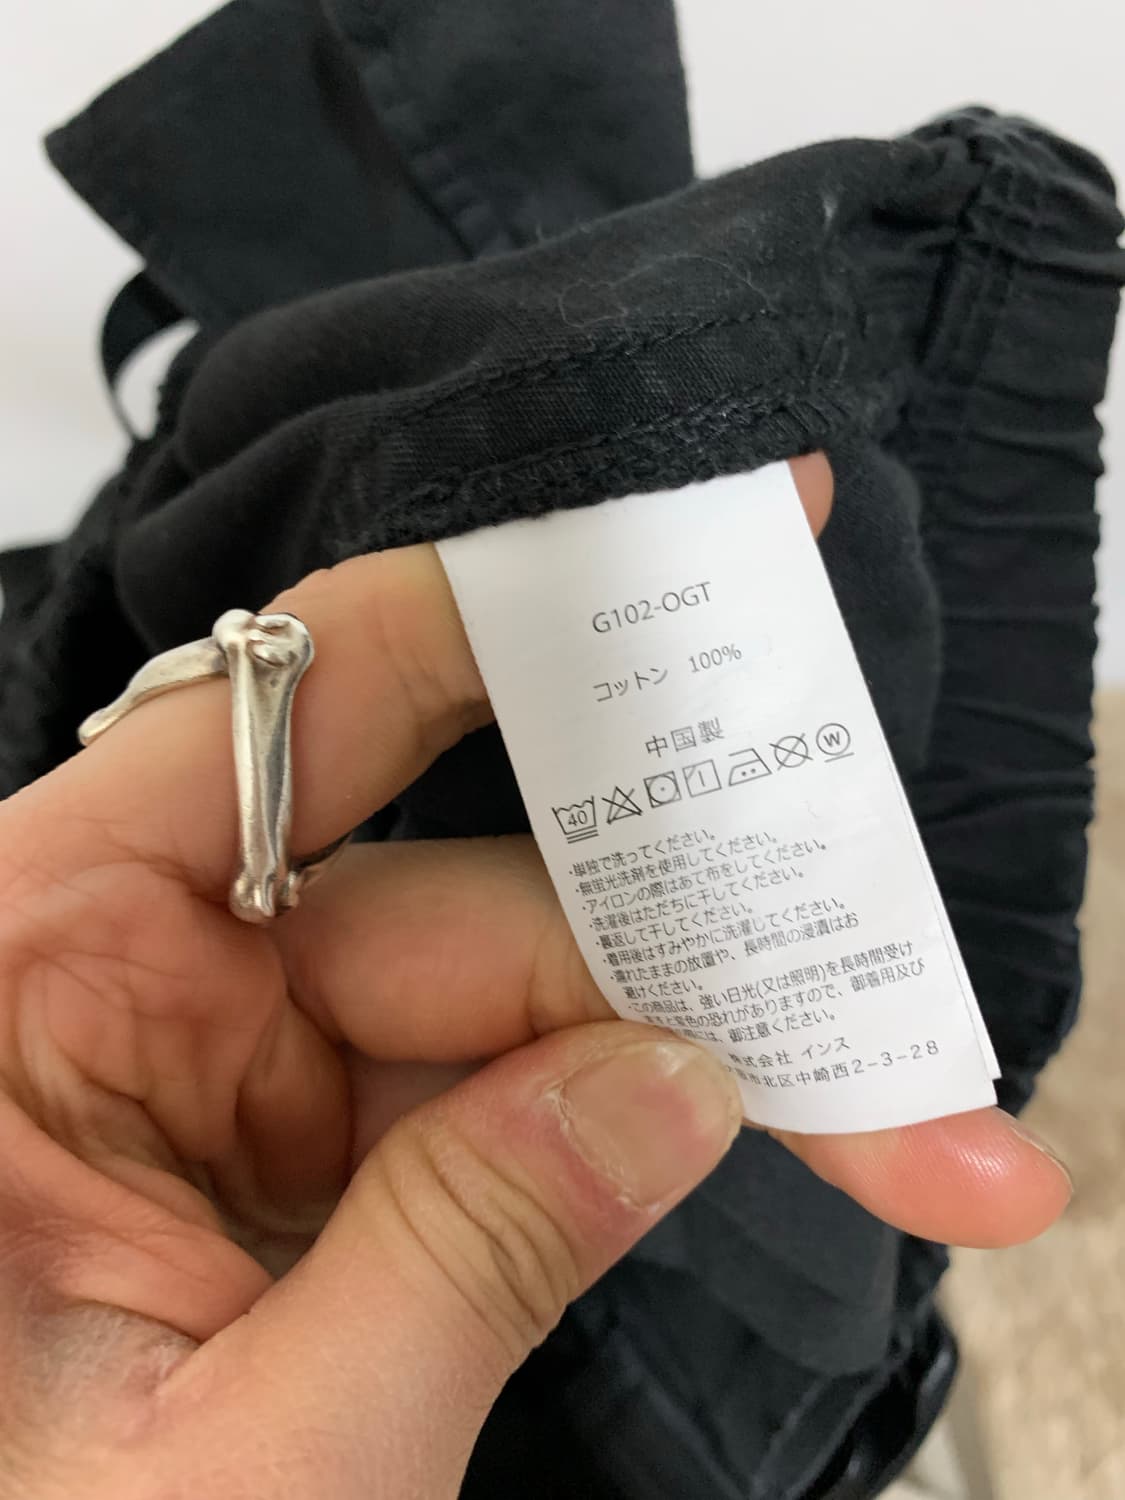 G102-OGT
コットン 100%
中国製
40 W
・単独で洗ってください。
・無蛍光洗剤を使用してください。
・アイロンの際はあて布をしてください。
・洗濯後はただちに干してください。
・裏返して干してください。
・着用後はすみやかに洗濯してください。
・濡れたままの放置や、長時間の浸漬はお
避けください。
・この商品は、強い日光(又は照明)を長時間受け
ますと変色の恐れがありますので、御着用及び
には、御注意ください。
株式会社 インス
市北区中崎西2-3-28